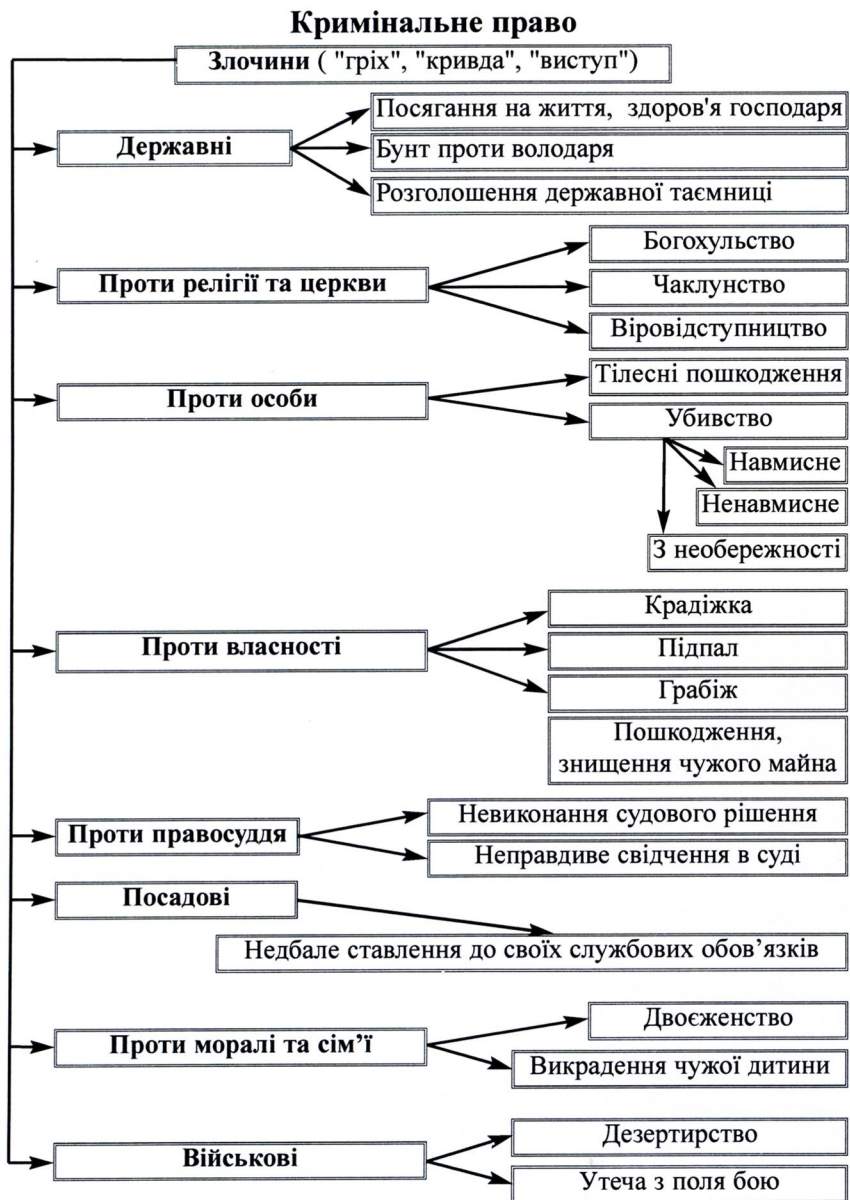 Кримінальне право
Злочини ( "гріх", "кривда", "виступ")
Державні
Посягання на життя, здоров'я господаря
Бунт проти володаря
Розголошення державної таємниці
Проти релігії та церкви
Богохульство
Чаклунство
Віровідступництво
Проти особи
Тілесні пошкодження
Убивство
Навмисне
Ненавмисне
З необережності
Проти власності
Крадіжка
Підпал
Грабіж
Пошкодження,
знищення чужого майна
Проти правосуддя
Невиконання судового рішення
Неправдиве свідчення в суді
Посадові
Недбале ставлення до своїх службових обов’язків
Проти моралі та сім’ї
Двоєженство
Викрадення чужої дитини
Військові
Дезертирство
Утеча з поля бою